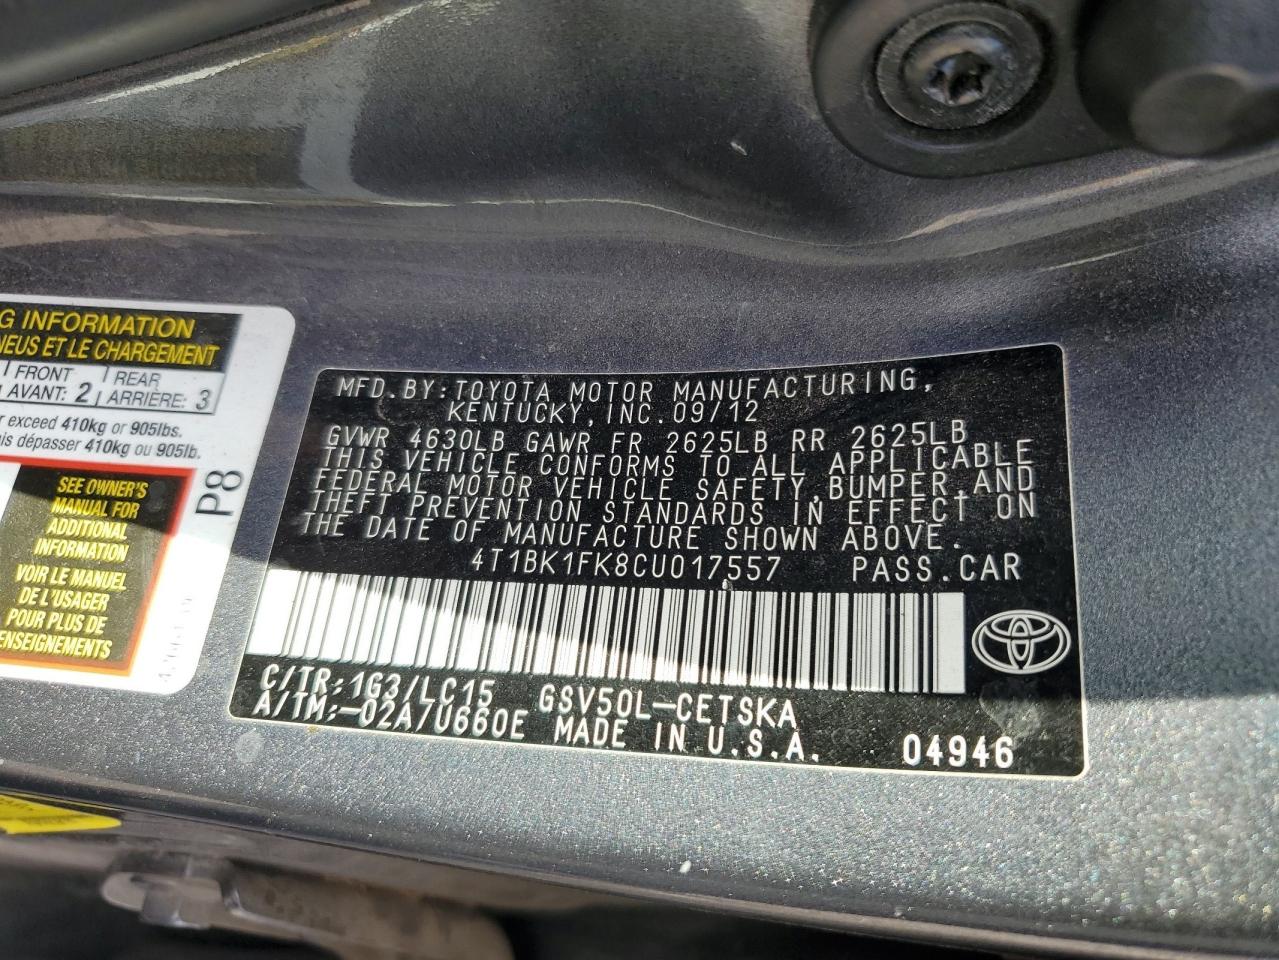 G INFORMATION
NEUS ET LE CHARGEMENT
FRONT REAR
AVANT: 2 ARRIÈRE: 3
exceed 410kg or 905lbs.
ais dépasser 410kg ou 905lb.
SEE OWNER'S
MANUAL FOR
ADDITIONAL
INFORMATION
VOIR LE MANUEL
DE L'USAGER
POUR PLUS DE
ENSEIGNEMENTS
P8
MFD. BY: TOYOTA MOTOR MANUFACTURING,
KENTUCKY, INC. 09/12
GVWR 4630LB GAWR FR 2625LB RR 2625LB
THIS VEHICLE CONFORMS TO ALL APPLICABLE
FEDERAL MOTOR VEHICLE SAFETY, BUMPER, AND
THEFT PREVENTION STANDARDS IN EFFECT ON
THE DATE OF MANUFACTURE SHOWN ABOVE.
4T1BK1FK8CU017557 PASS.CAR
C/TR: 1G3/LC15 GSV50L-CETSKA
A/TM: -02A/U660E MADE IN U.S.A. 04946